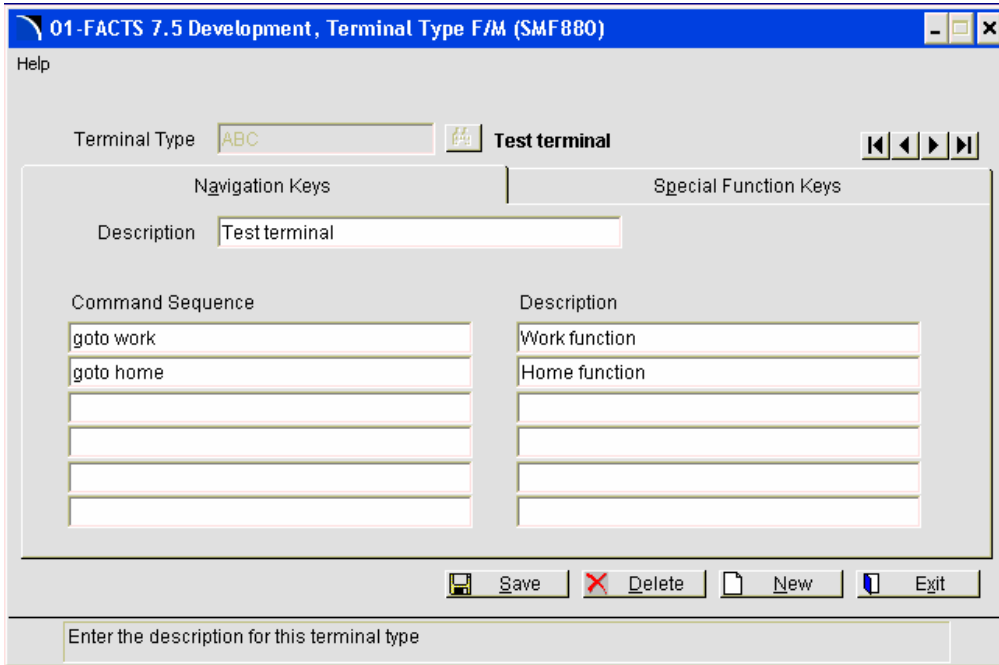 01-FACTS 7.5 Development, Terminal Type F/M (SMF880)
Help
Terminal Type ABC Test terminal
Navigation Keys Special Function Keys
Description Test terminal
Command Sequence Description
goto work Work function
goto home Home function
Save Delete New Exit
Enter the description for this terminal type